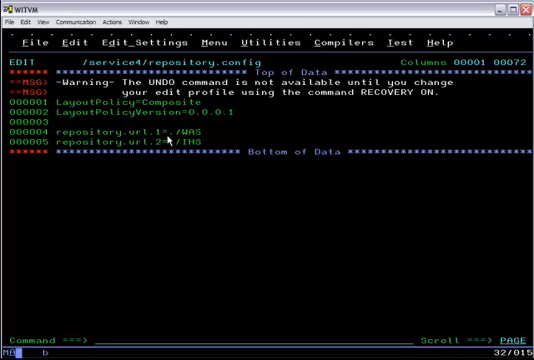 WITVM
File Edit View Communication Actions Window Help
File Edit Edit_Settings Menu Utilities Compilers Test Help
EDIT /service4/repository.config Columns 00001 00072
****** *************************** Top of Data ****************************
==MSG> -Warning- The UNDO command is not available until you change
==MSG> your edit profile using the command RECOVERY ON.
000001 LayoutPolicy=Composite
000002 LayoutPolicyVersion=0.0.0.1
000003
000004 repository.url.1=./WAS
000005 repository.url.2=./IHS
****** ************************** Bottom of Data **************************
Command ===> Scroll ===> PAGE
MA b 32/015